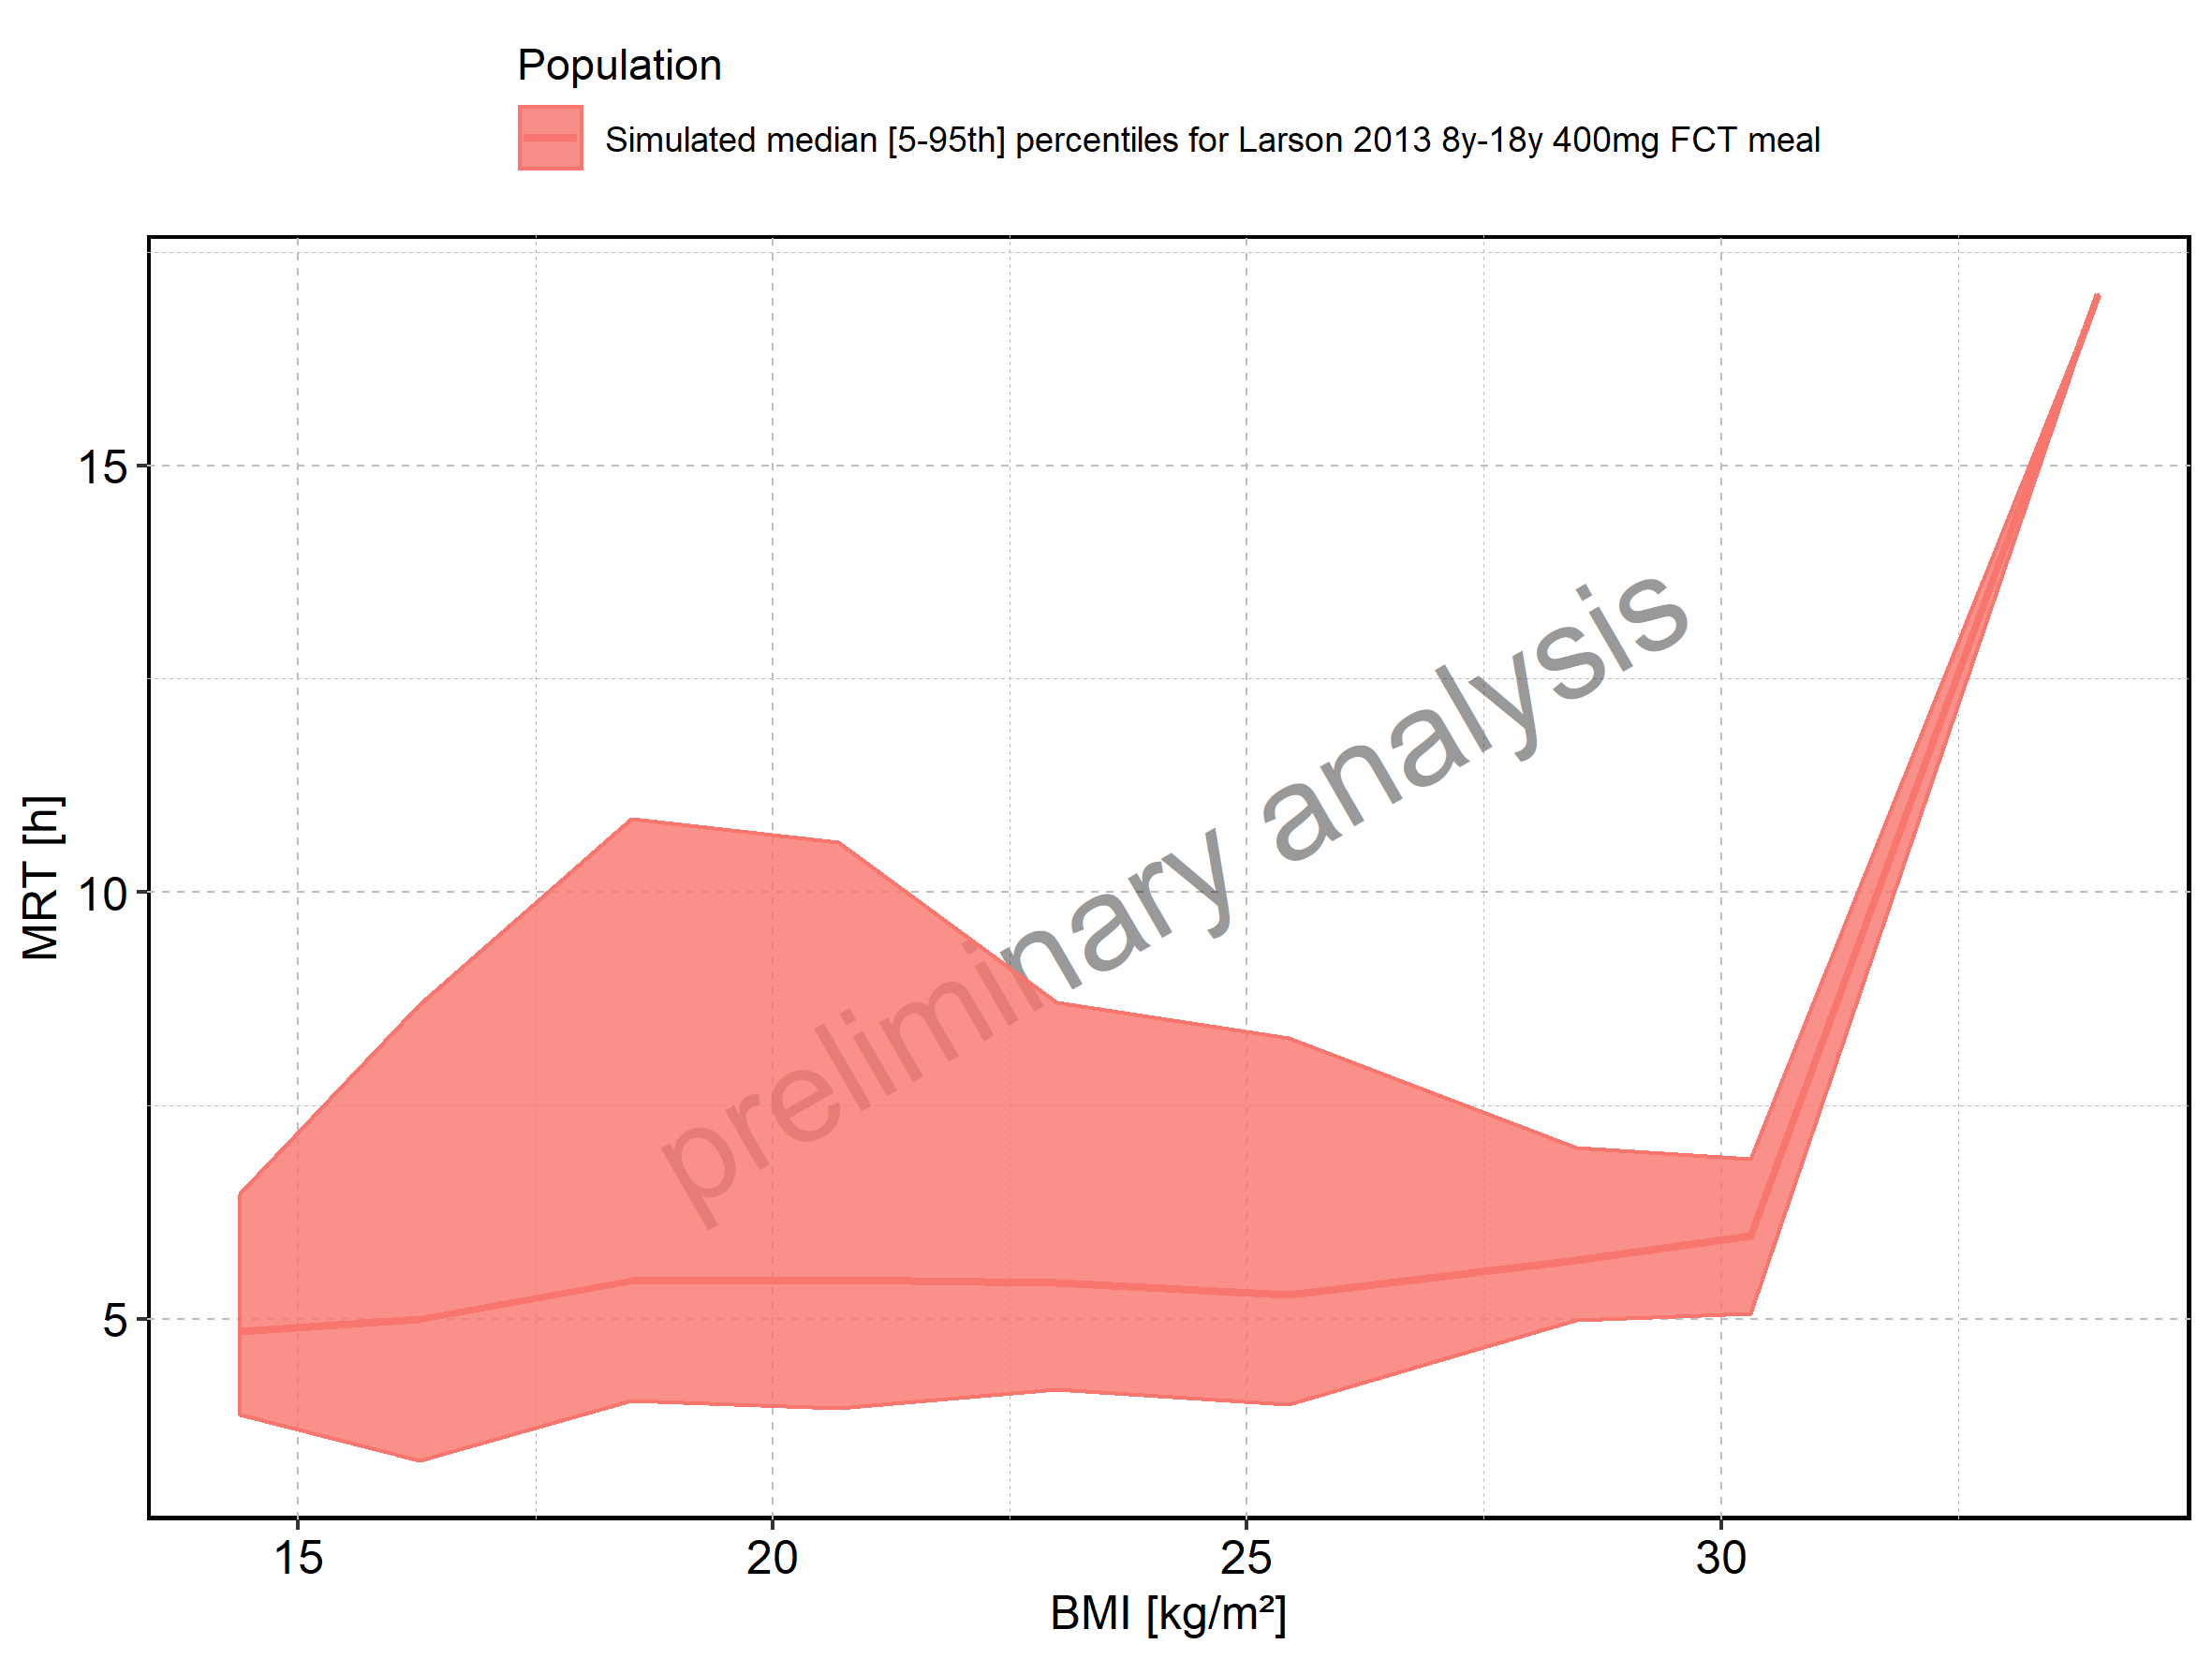 Population
Simulated median [5-95th] percentiles for Larson 2013 8y-18y 400mg FCT meal
15
10
5
MRT [h]
preliminary analysis
15 20 25 30
BMI [kg/m²]